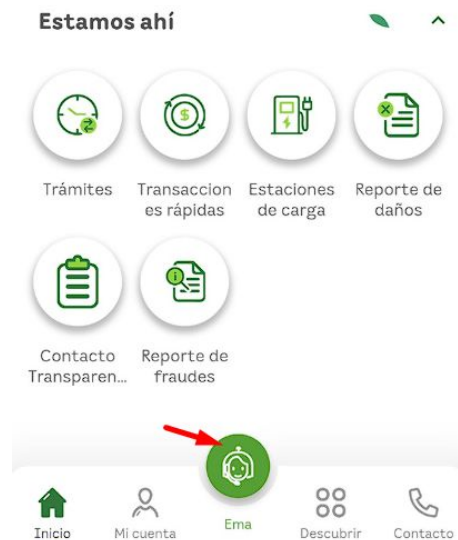 Estamos ahí
Trámites
Transaccion
es rápidas
Estaciones
de carga
Reporte de
daños
Contacto
Transparen...
Reporte de
fraudes
Inicio
Mi cuenta
Ema
Descubrir
Contacto